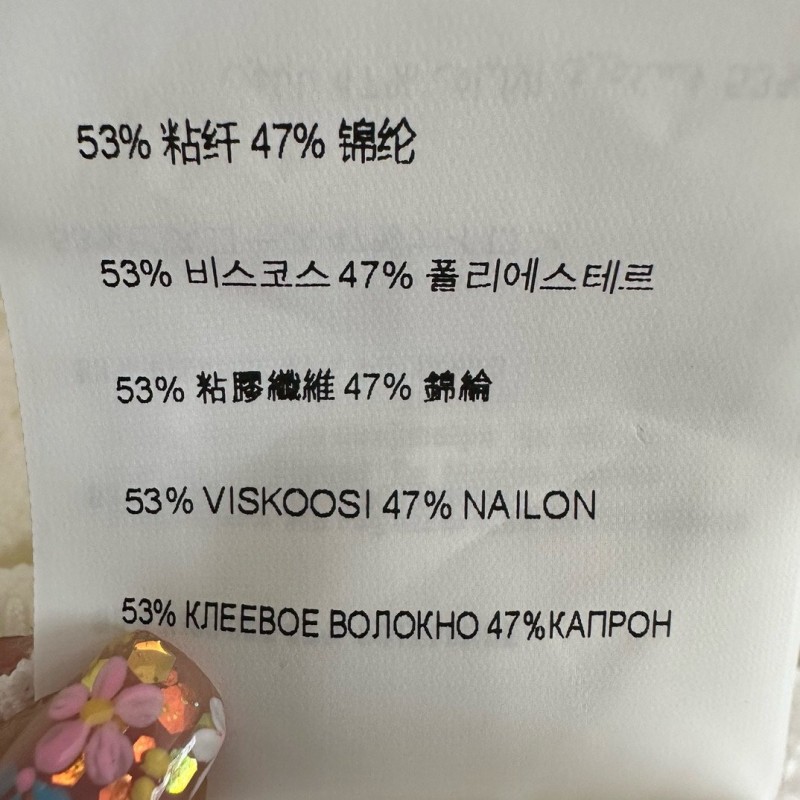 53% 粘纤 47% 锦纶
53% 비스코스 47% 폴리에스테르
53% 粘膠纖維 47% 錦綸
53% VISKOOSI 47% NAILON
53% КЛЕЕВОЕ ВОЛОКНО 47%КАПРОН